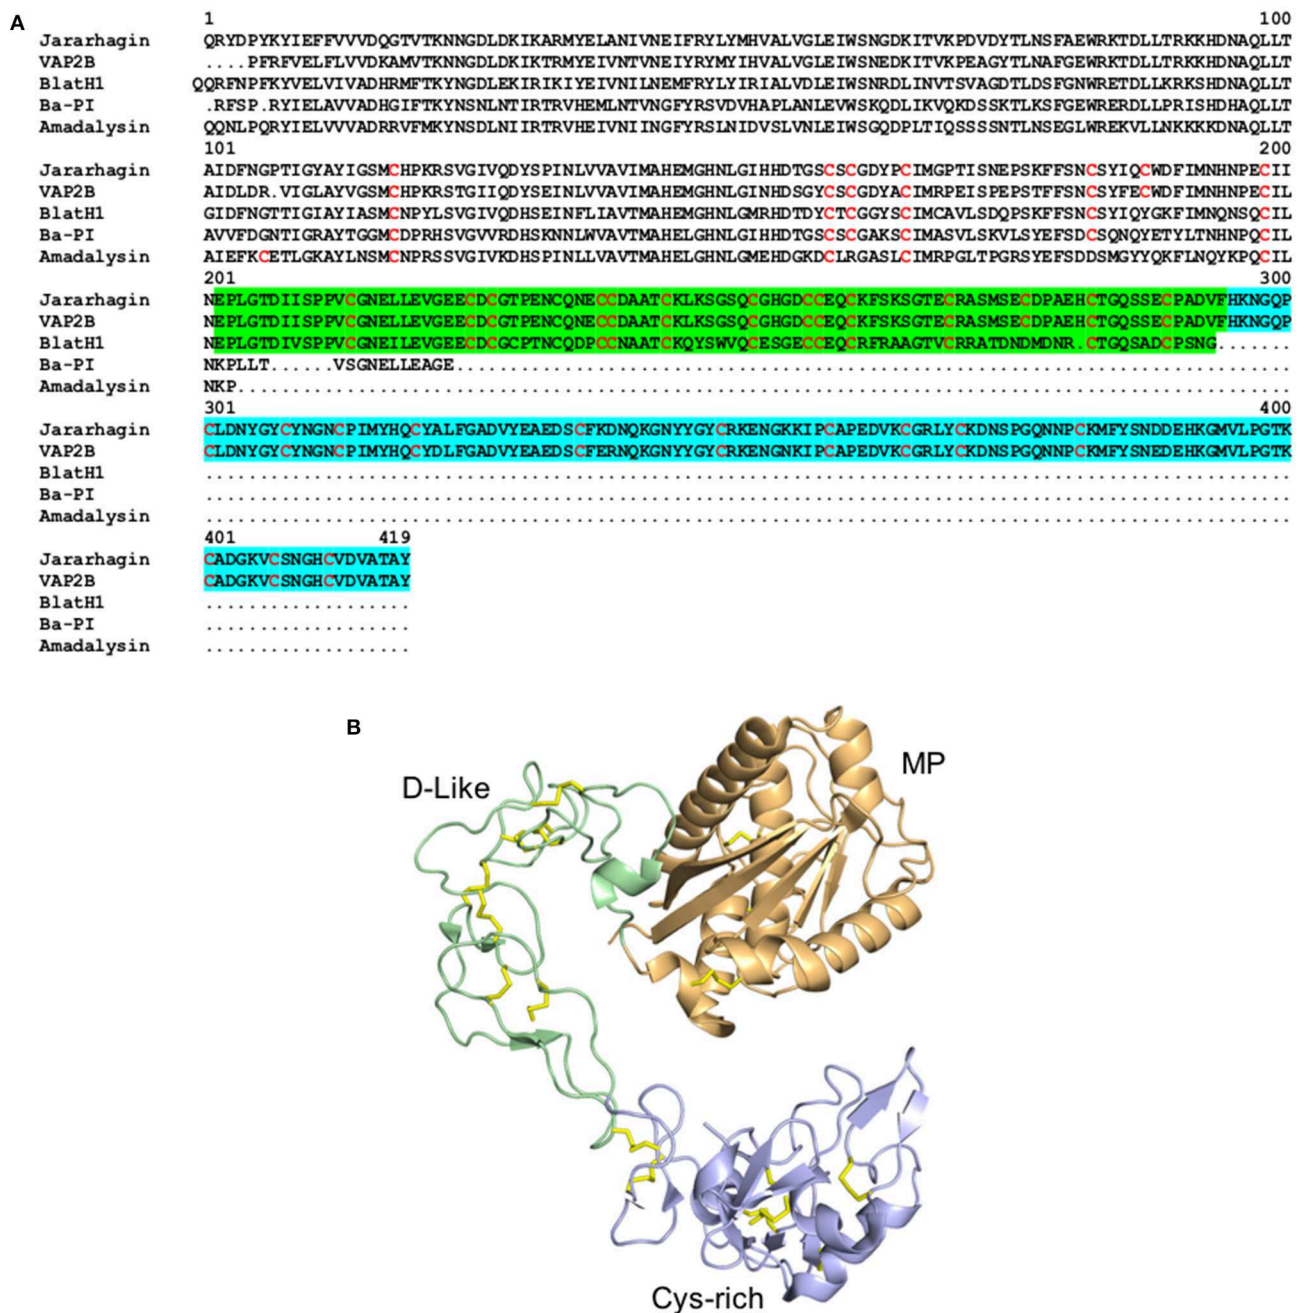 A
1 100
Jararhagin QRYDPYKYIEFFVVVDQGTVTKNNGDLDKIKARMYELANIVNEIFRYLYMHVALVGLEIWSNGDKITVKPDVDYTLNSFAEWRKTDLLTRKKHDNAQLLT
VAP2B ....PFRFVELFLVVDKAMVTKNNGDLDKIKTRMYEIVNTVNEIYRYMYIHVALVGLEIWSNEDKITVKPEAGYTLNAFGEWRKTDLLTRKKHDNAQLLT
BlatH1 QQRFNPFKYVELVIVADHRMFTKYNGDLEKIRIKIYEIVNILNEMFRYLYIRIALVGLEIWSNRDLINVTSVAGDTLDSFGNWRETDLLKRKRHDNAQLLT
Ba-PI .RFSP.RYIELAVVADHGIFTKYNSNLNTIRTRVHEMLNTVNGFYRSVDVHAPLANLEVWSKQDLIKVQKDSSKTLKSFGEWRERDLLPRISHDHAQLLT
Amadalysin QQNLPQRYIELVVVADRRVFMKYNSDLNIIRTRVHEIVNIINGFYRSLNIDVSLVNLEIWSGQDPLTIQSSSSNTLNSEGLWREKVLLNKKKKDNAQLLT
101 200
Jararhagin AIDFNGPTIGYAYIGSMCHPKRSVGIVQDYSPINLVVAVIMAHEMGHNLGIHHDTGSCSCGDYPCIMGPTISNEPSKFFSNCSYIQCWDFIMNHNPECII
VAP2B AIDLDR.VIGLAYVGSMCHPKRSTGIIQDYSEINLVVAVIMAHEMGHNLGINHDSGYCSCGDYACIMRPEISPEPSTFFSNCSYFECWDFIMNHNPECIL
BlatH1 GIDFNGTTIGIAYIASMCNPYLSVGIVQDHSEINFLIAVTMAHEMGHNLGMRHDTDYCTCGGYSCIMCAVLSDQPSKFFSNCSYIQYGKFIMNQNSQCIL
Ba-PI AVVFDGNTIGRAYTGGMCDPRHSVGVVRDHSKNNLWVAVTMAHELGHNLGIHHDTGSCSCGAKSCIMASVLSKVLSYEFSDCSQNQYETYLTNHNPQCIL
Amadalysin AIEFKCETLGKAYLNSMCNPRSSVGIVKDHSPINLLVAVTMAHELGHNLGMEHDGKDCLRGASLCIMRPGLTPGRSYEFSDDSMGYYQKFLNQYKPQCIL
201 300
Jararhagin NEPLGTDIISPPVCGNELLEVGEECDCGTPENCQNECCDAATCKLKSGSQCGHGDCCEQCKFSKSGTECRASMSECDPAEHCTGQSSECPADVFHKNGQP
VAP2B NEPLGTDIISPPVCGNELLEVGEECDCGTPENCQNECCDAATCKLKSGSQCGHGDCCEQCKFSKSGTECRASMSECDPAEHCTGQSSECPADVFHKNGQP
BlatH1 NEPLGTDIVSPPVCGNEILEVGEECDCGCPTNCQDPCCNAATCKQYSWVQCESGECCEQCRFRAAGTVCRRATDNDMDNR.CTGQSADCPSNG.......
Ba-PI NKPLLT......VSGNELLEAGE.............................................................................
Amadalysin NKP.................................................................................................
301 400
Jararhagin CLDNYGYCYNGNCPIMYHQCYALFGADVYEAEDSCFKDNQKGNYYGYCRKENGKKIPCAPEDVKCGRLYCKDNSPGQNNPCKMFYSNDDEHKGMVLPGTK
VAP2B CLDNYGYCYNGNCPIMYHQCYDLFGADVYEAEDSCFERNQKGNYYGYCRKENGNKIPCAPEDVKCGRLYCKDNSPGQNNPCKMFYSNEDEHKGMVLPGTK
BlatH1 ....................................................................................................
Ba-PI ....................................................................................................
Amadalysin ....................................................................................................
401 419
Jararhagin CADGKVCSNGHCVDVATAY
VAP2B CADGKVCSNGHCVDVATAY
BlatH1 ...................
Ba-PI ...................
Amadalysin ...................
B
MP
D-Like
Cys-rich